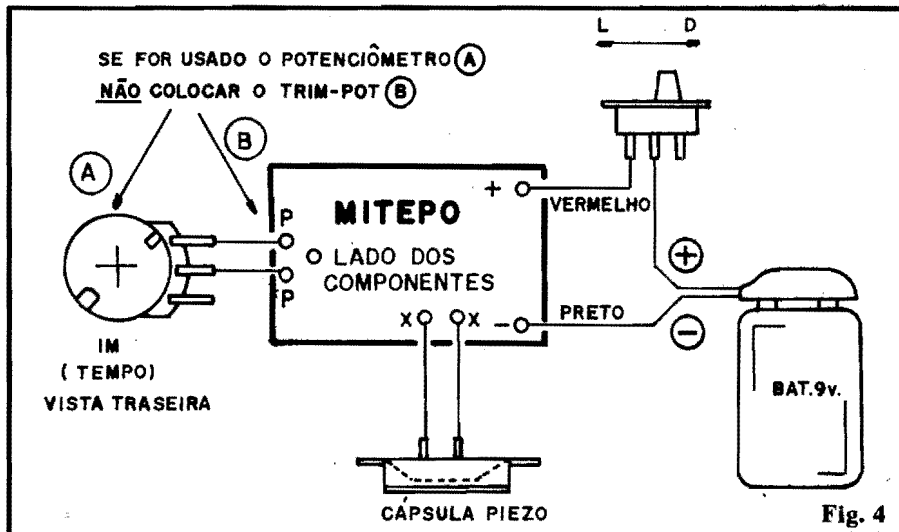 SE FOR USADO O POTENCIÔMETRO A
NÃO COLOCAR O TRIM-POT B
L D
A
B
MITEPO
LADO DOS
COMPONENTES
P
P
+
VERMELHO
X X
-
PRETO
+
-
1M
(TEMPO)
VISTA TRASEIRA
BAT.9v.
CÁPSULA PIEZO
Fig. 4